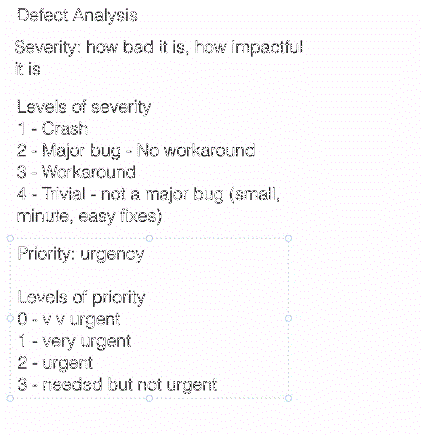 Defect Analysis
Severity: how bad it is, how impactful
it is
Levels of severity
1 - Crash
2 - Major bug - No workaround
3 - Workaround
4 - Trivial - not a major bug (small,
minute, easy fixes)
Priority: urgency
Levels of priority
0 - v v urgent
1 - very urgent
2 - urgent
3 - needed but not urgent